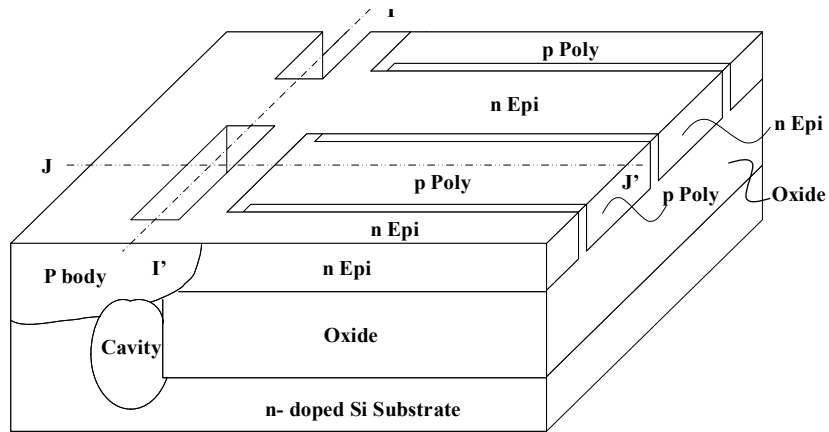 I
p Poly
n Epi
n Epi
J
p Poly
J’
p Poly
Oxide
n Epi
P body
I’
n Epi
Cavity
Oxide
n- doped Si Substrate